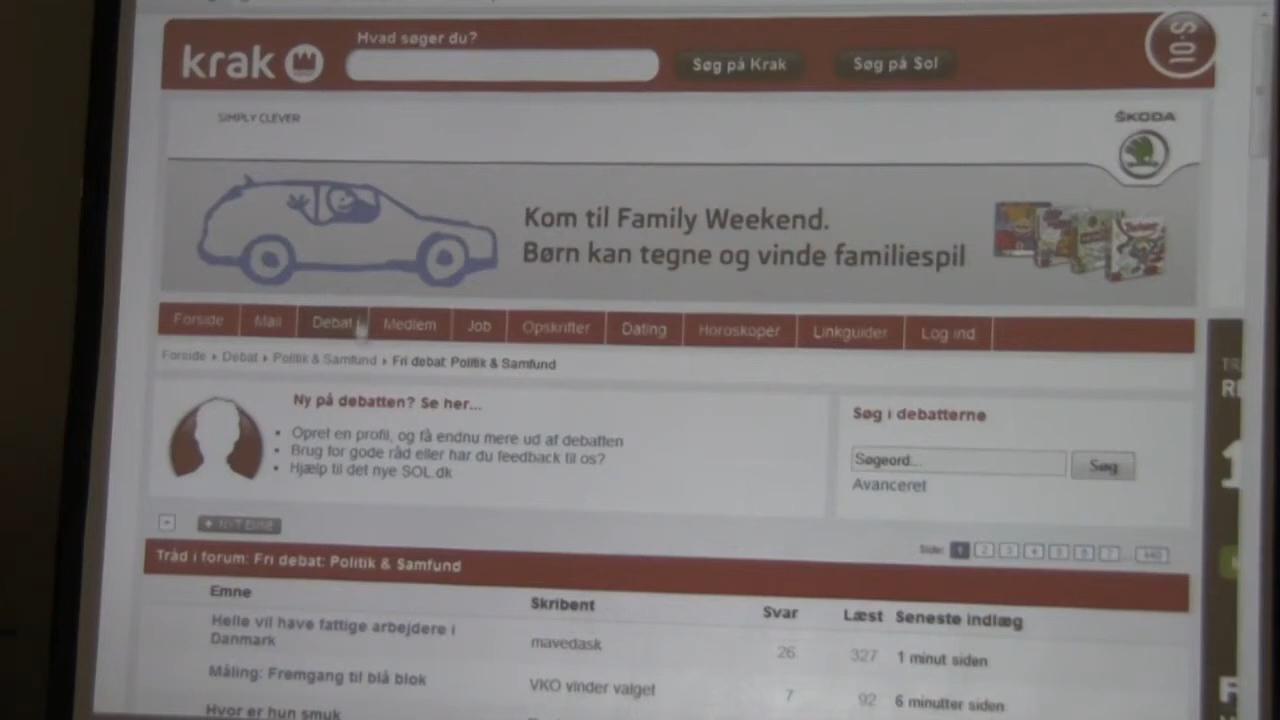 Hvad søger du?
krak
Søg på Krak
Søg på Sol
S·OL
SIMPLY CLEVER
ŠKODA
Kom til Family Weekend.
Børn kan tegne og vinde familiespil
Forside Mail Debat Medlem Job Opskrifter Dating Horoskoper Linkguider Log ind
Forside Debat Politik & Samfund Fri debat: Politik & Samfund
Ny på debatten? Se her...
Opret en profil, og få endnu mere ud af debatten
Brug for gode råd eller har du feedback til os?
Hjælp til det nye SOL.dk
Søg i debatterne
Søgeord...
Søg
Avanceret
+ NYT EMNE
Side: 1 2 3 4 5 6 7 ...
Tråd i forum: Fri debat: Politik & Samfund
Emne Skribent Svar Læst Seneste indlæg
Helle vil have fattige arbejdere i
Danmark
mavedask 26 327 1 minut siden
Måling: Fremgang til blå blok VKO vinder valget 7 92 6 minutter siden
Hvor er hun smuk